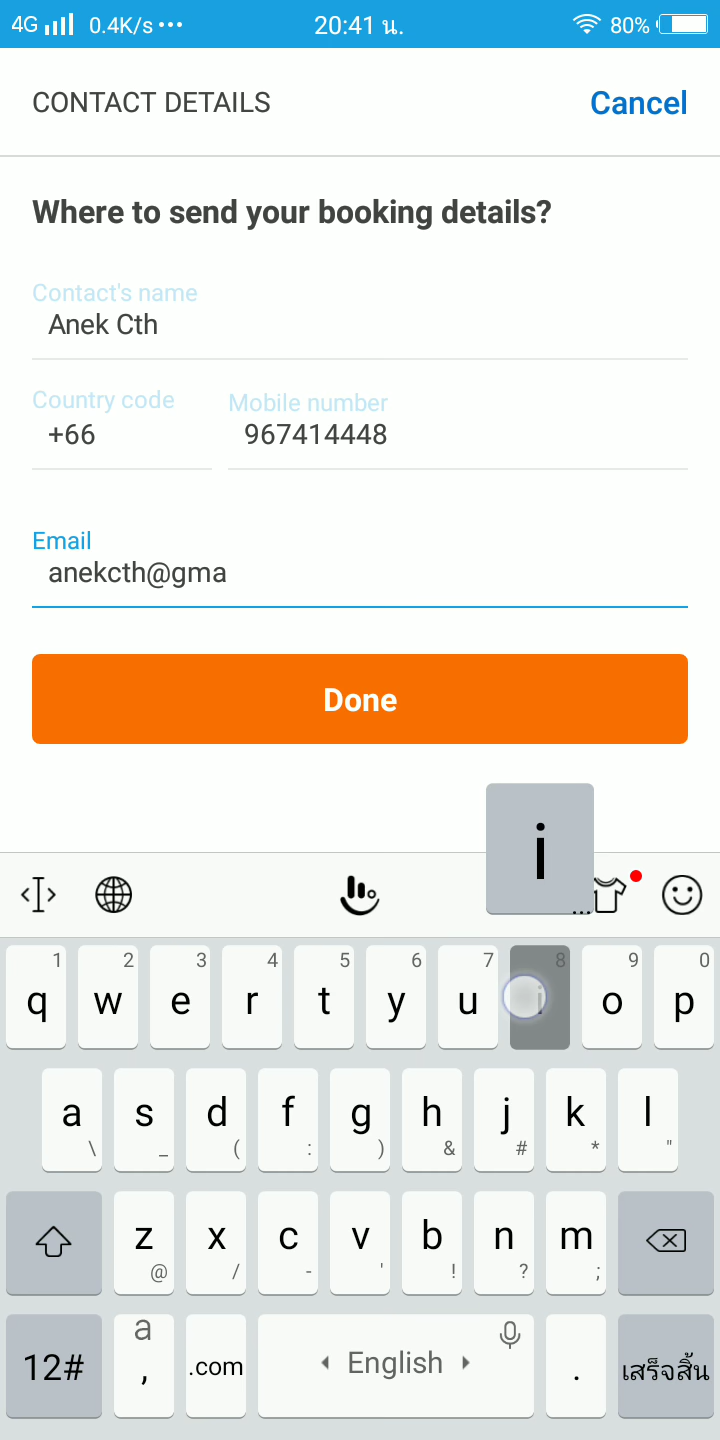 4G 0.4K/s ••• 20:41 น. 80%
CONTACT DETAILS Cancel
Where to send your booking details?
Contact's name
Anek Cth
Country code Mobile number
+66 967414448
Email
anekcth@gma
Done
i
1 2 3 4 5 6 7 8 9 0
q w e r t y u i o p
a s d f g h j k l
\ _ ( : ) & # * "
z x c v b n m
@ / - ' ! ? ;
12# a , .com English . เสร็จสิ้น